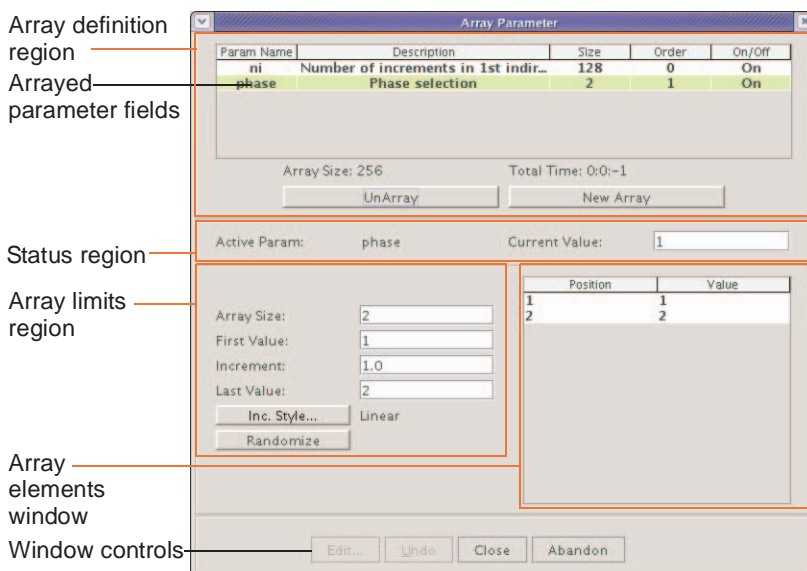 Array Parameter
Array definition
region
Arrayed
parameter fields
Param Name Description Size Order On/Off
ni Number of increments in 1st indir... 128 0 On
phase Phase selection 2 1 On
Array Size: 256 Total Time: 0:0:-1
UnArray New Array
Status region
Active Param: phase Current Value: 1
Array limits
region
Array Size: 2
First Value: 1
Increment: 1.0
Last Value: 2
Inc. Style... Linear
Randomize
Position Value
1 1
2 2
Array
elements
window
Window controls
Edit... Undo Close Abandon